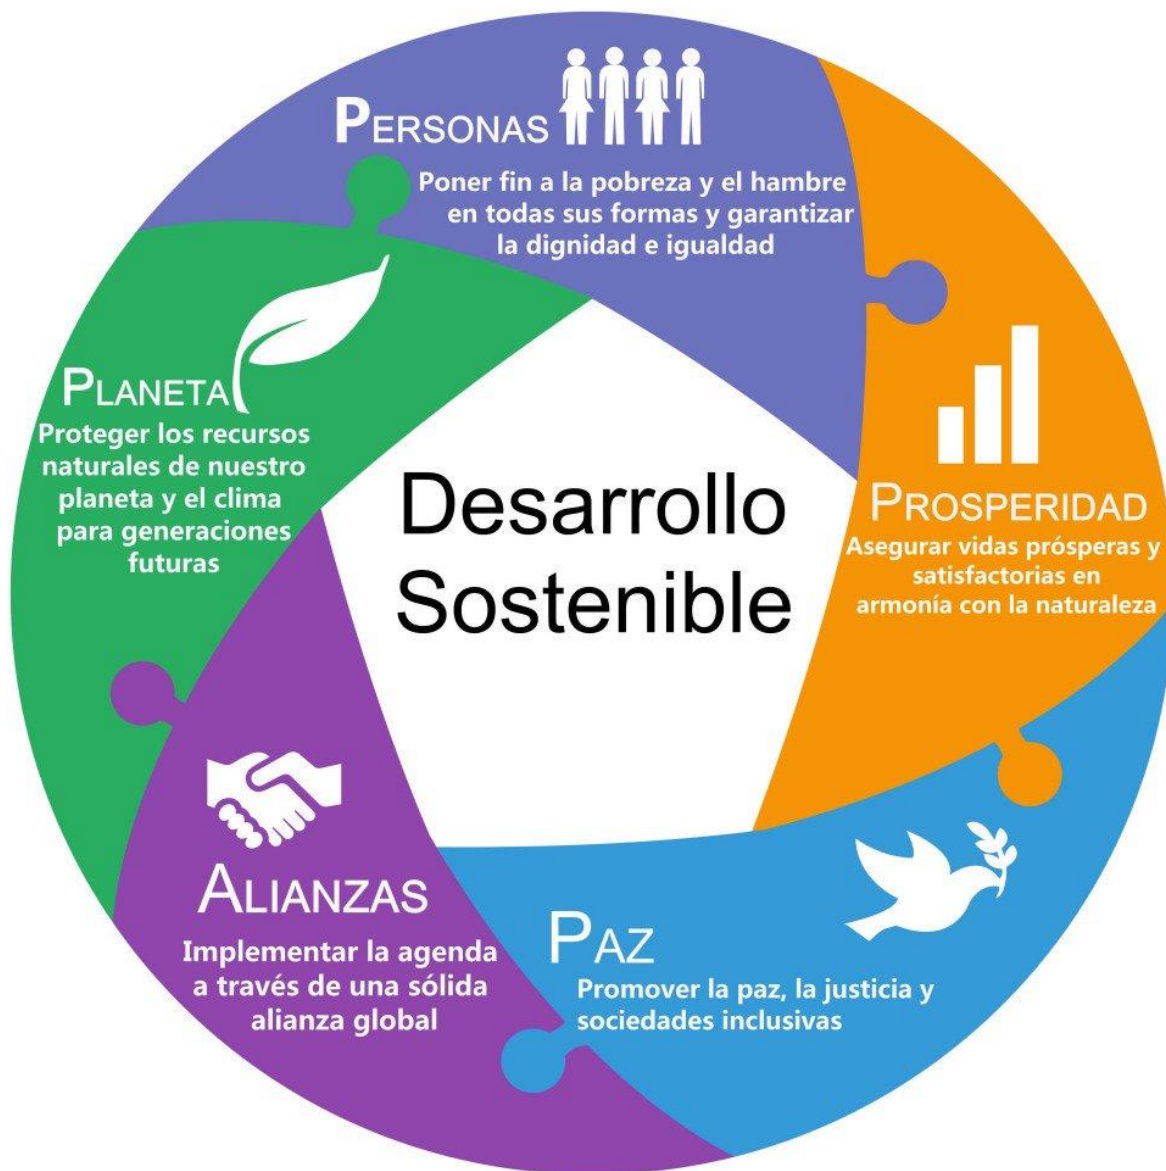 PERSONAS
Poner fin a la pobreza y el hambre
en todas sus formas y garantizar
la dignidad e igualdad
PLANETA
Proteger los recursos
naturales de nuestro
planeta y el clima
para generaciones
futuras
Desarrollo
Sostenible
PROSPERIDAD
Asegurar vidas prósperas y
satisfactorias en
armonía con la naturaleza
ALIANZAS
Implementar la agenda
a través de una sólida
alianza global
PAZ
Promover la paz, la justicia y
sociedades inclusivas